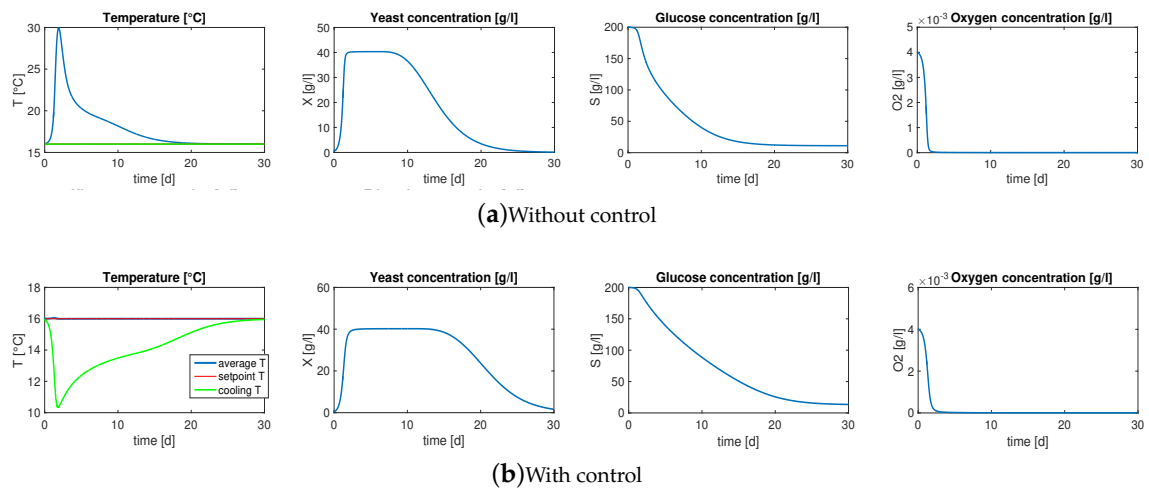 Temperature [°C]
Yeast concentration [g/l]
Glucose concentration [g/l]
Oxygen concentration [g/l]
T [°C]
30
25
20
15
0
10
20
30
time [d]
X [g/l]
60
50
40
30
20
10
0
0
10
20
30
time [d]
S [g/l]
200
150
100
50
0
0
10
20
30
time [d]
×10⁻³
O2 [g/l]
5
4
3
2
1
0
0
10
20
30
time [d]
(a)Without control
Temperature [°C]
Yeast concentration [g/l]
Glucose concentration [g/l]
Oxygen concentration [g/l]
T [°C]
18
16
14
12
10
0
10
20
30
average T
setpoint T
cooling T
time [d]
X [g/l]
60
40
20
0
0
10
20
30
time [d]
S [g/l]
200
150
100
50
0
0
10
20
30
time [d]
×10⁻³
O2 [g/l]
6
4
2
0
0
10
20
30
time [d]
(b)With control